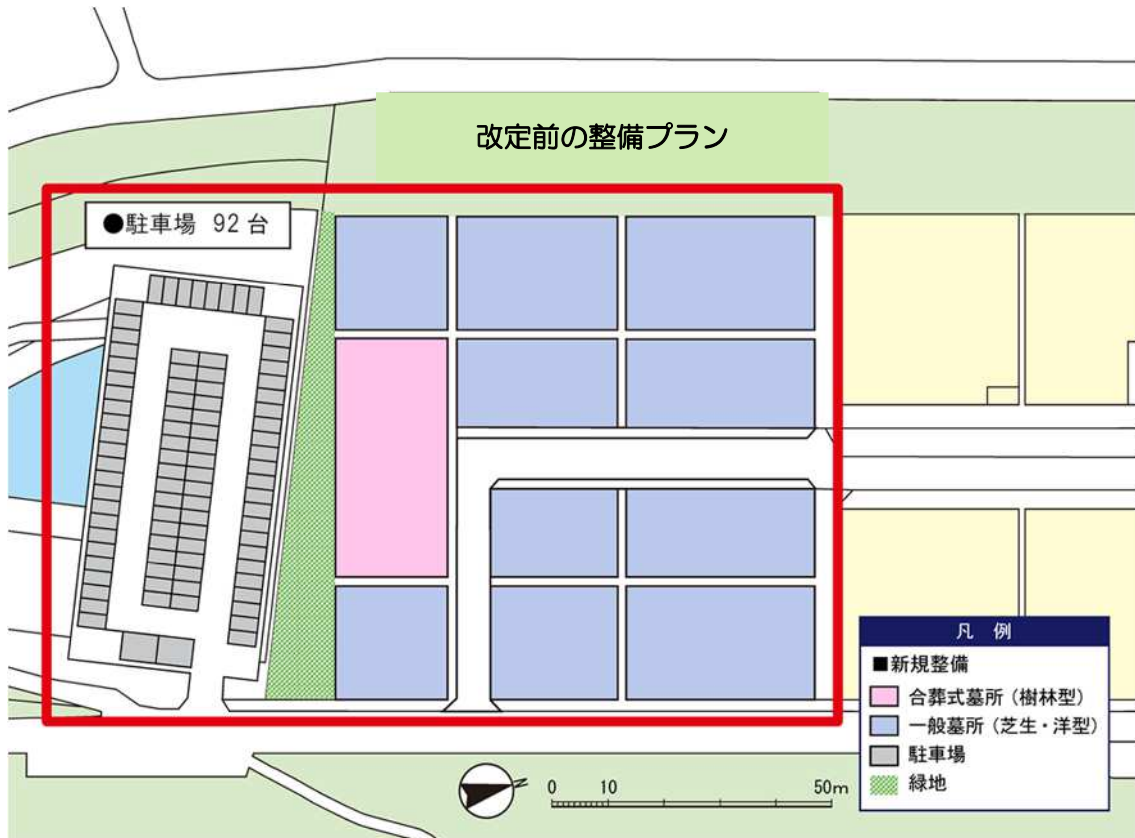 改定前の整備プラン
●駐車場 92 台
凡 例
■新規整備
合葬式墓所（樹林型）
一般墓所（芝生・洋型）
駐車場
緑地
N
0 10 50m